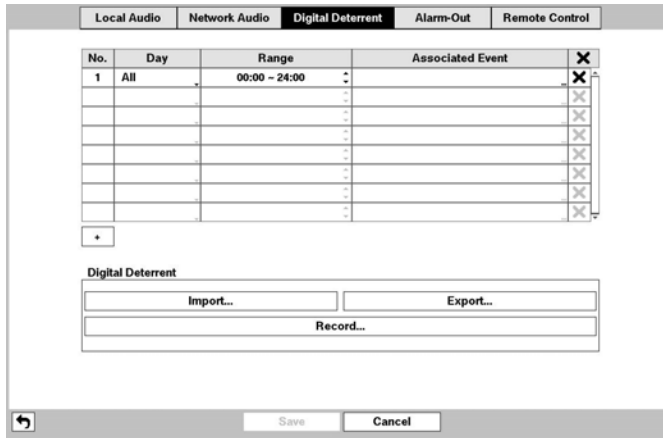 Local Audio Network Audio Digital Deterrent Alarm-Out Remote Control
No. Day Range Associated Event
1 All 00:00 ~ 24:00
+
Digital Deterrent
Import... Export...
Record...
Save Cancel